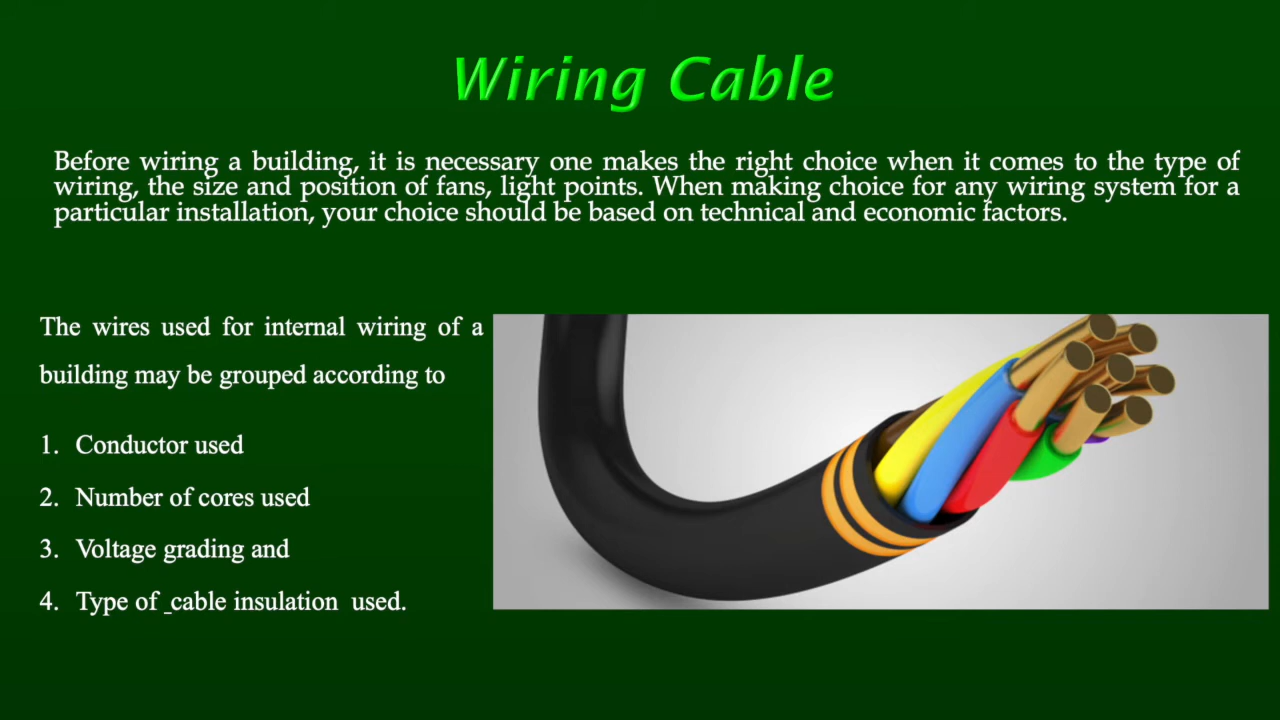 Wiring Cable
Before wiring a building, it is necessary one makes the right choice when it comes to the type of
wiring, the size and position of fans, light points. When making choice for any wiring system for a
particular installation, your choice should be based on technical and economic factors.
The wires used for internal wiring of a
building may be grouped according to
1. Conductor used
2. Number of cores used
3. Voltage grading and
4. Type of _cable insulation used.